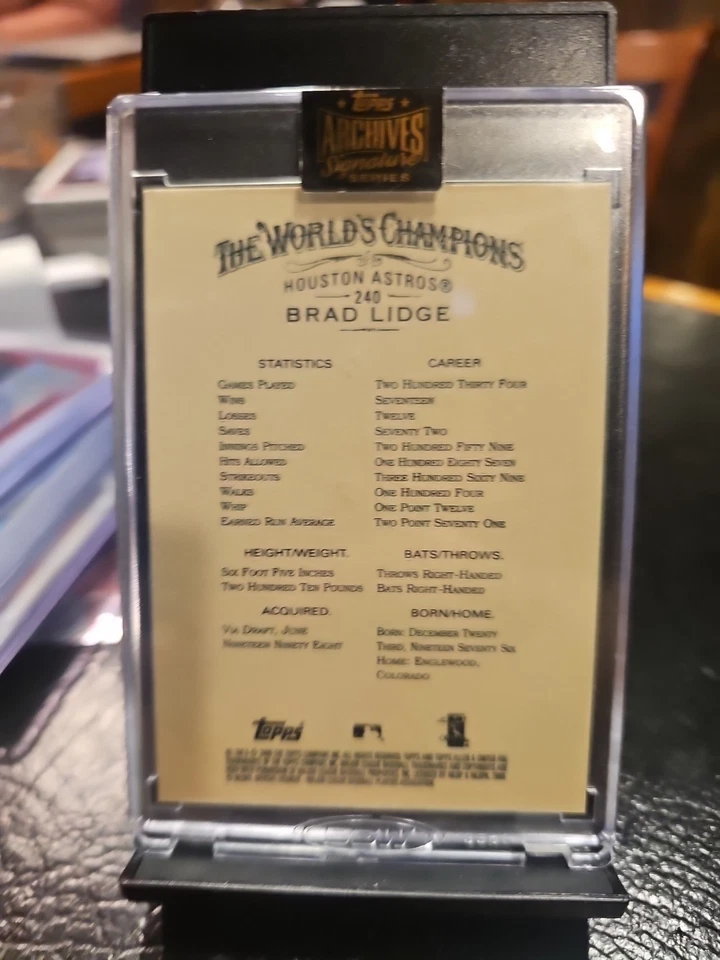 Topps
ARCHIVES
Signature
SERIES
THE WORLD'S CHAMPIONS
HOUSTON ASTROS®
240
BRAD LIDGE
STATISTICS CAREER
GAMES PLAYED TWO HUNDRED THIRTY FOUR
WINS SEVENTEEN
LOSSES TWELVE
SAVES SEVENTY TWO
INNINGS PITCHED TWO HUNDRED FIFTY NINE
HITS ALLOWED ONE HUNDRED EIGHTY SEVEN
STRIKEOUTS THREE HUNDRED SIXTY NINE
WALKS ONE HUNDRED FOUR
WHIP ONE POINT TWELVE
EARNED RUN AVERAGE TWO POINT SEVENTY ONE
HEIGHT/WEIGHT. BATS/THROWS.
SIX FOOT FIVE INCHES THROWS RIGHT-HANDED
TWO HUNDRED TEN POUNDS BATS RIGHT-HANDED
ACQUIRED. BORN/HOME.
VIA DRAFT, JUNE BORN: DECEMBER TWENTY
NINETEEN NINETY EIGHT THIRD, NINETEEN SEVENTY SIX
HOME: ENGLEWOOD,
COLORADO
Topps